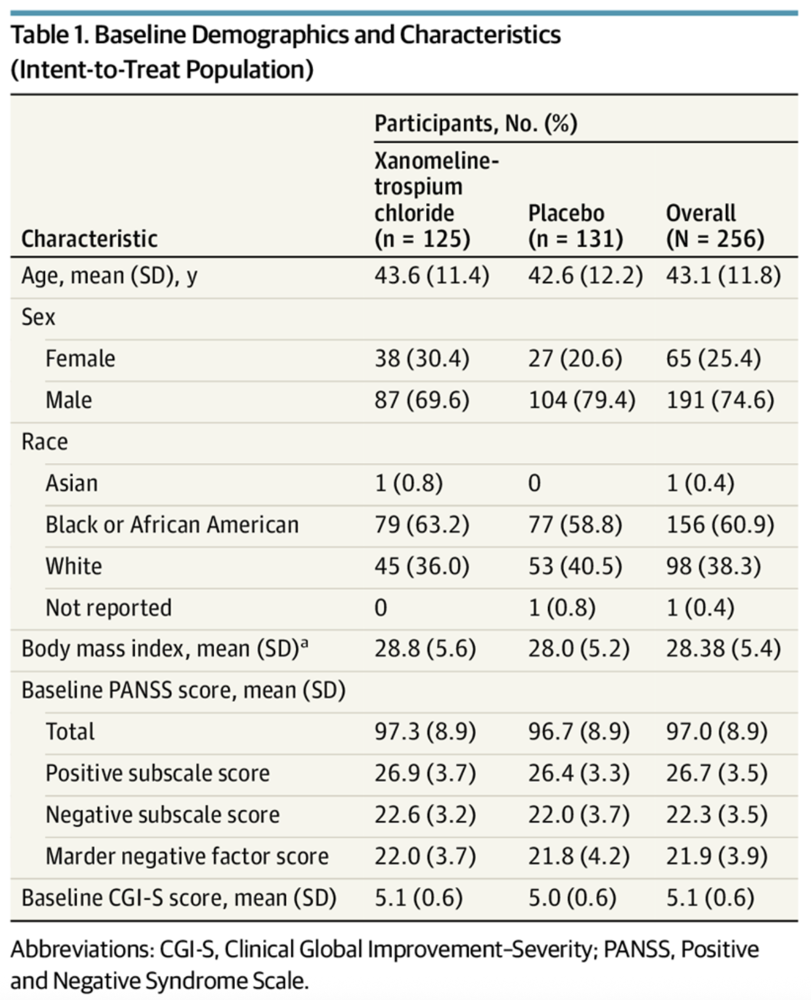 Table 1. Baseline Demographics and Characteristics
(Intent-to-Treat Population)
Participants, No. (%)
Characteristic Xanomeline-
trospium
chloride
(n = 125) Placebo
(n = 131) Overall
(N = 256)
Age, mean (SD), y 43.6 (11.4) 42.6 (12.2) 43.1 (11.8)
Sex
Female 38 (30.4) 27 (20.6) 65 (25.4)
Male 87 (69.6) 104 (79.4) 191 (74.6)
Race
Asian 1 (0.8) 0 1 (0.4)
Black or African American 79 (63.2) 77 (58.8) 156 (60.9)
White 45 (36.0) 53 (40.5) 98 (38.3)
Not reported 0 1 (0.8) 1 (0.4)
Body mass index, mean (SD)ᵃ 28.8 (5.6) 28.0 (5.2) 28.38 (5.4)
Baseline PANSS score, mean (SD)
Total 97.3 (8.9) 96.7 (8.9) 97.0 (8.9)
Positive subscale score 26.9 (3.7) 26.4 (3.3) 26.7 (3.5)
Negative subscale score 22.6 (3.2) 22.0 (3.7) 22.3 (3.5)
Marder negative factor score 22.0 (3.7) 21.8 (4.2) 21.9 (3.9)
Baseline CGI-S score, mean (SD) 5.1 (0.6) 5.0 (0.6) 5.1 (0.6)
Abbreviations: CGI-S, Clinical Global Improvement–Severity; PANSS, Positive
and Negative Syndrome Scale.